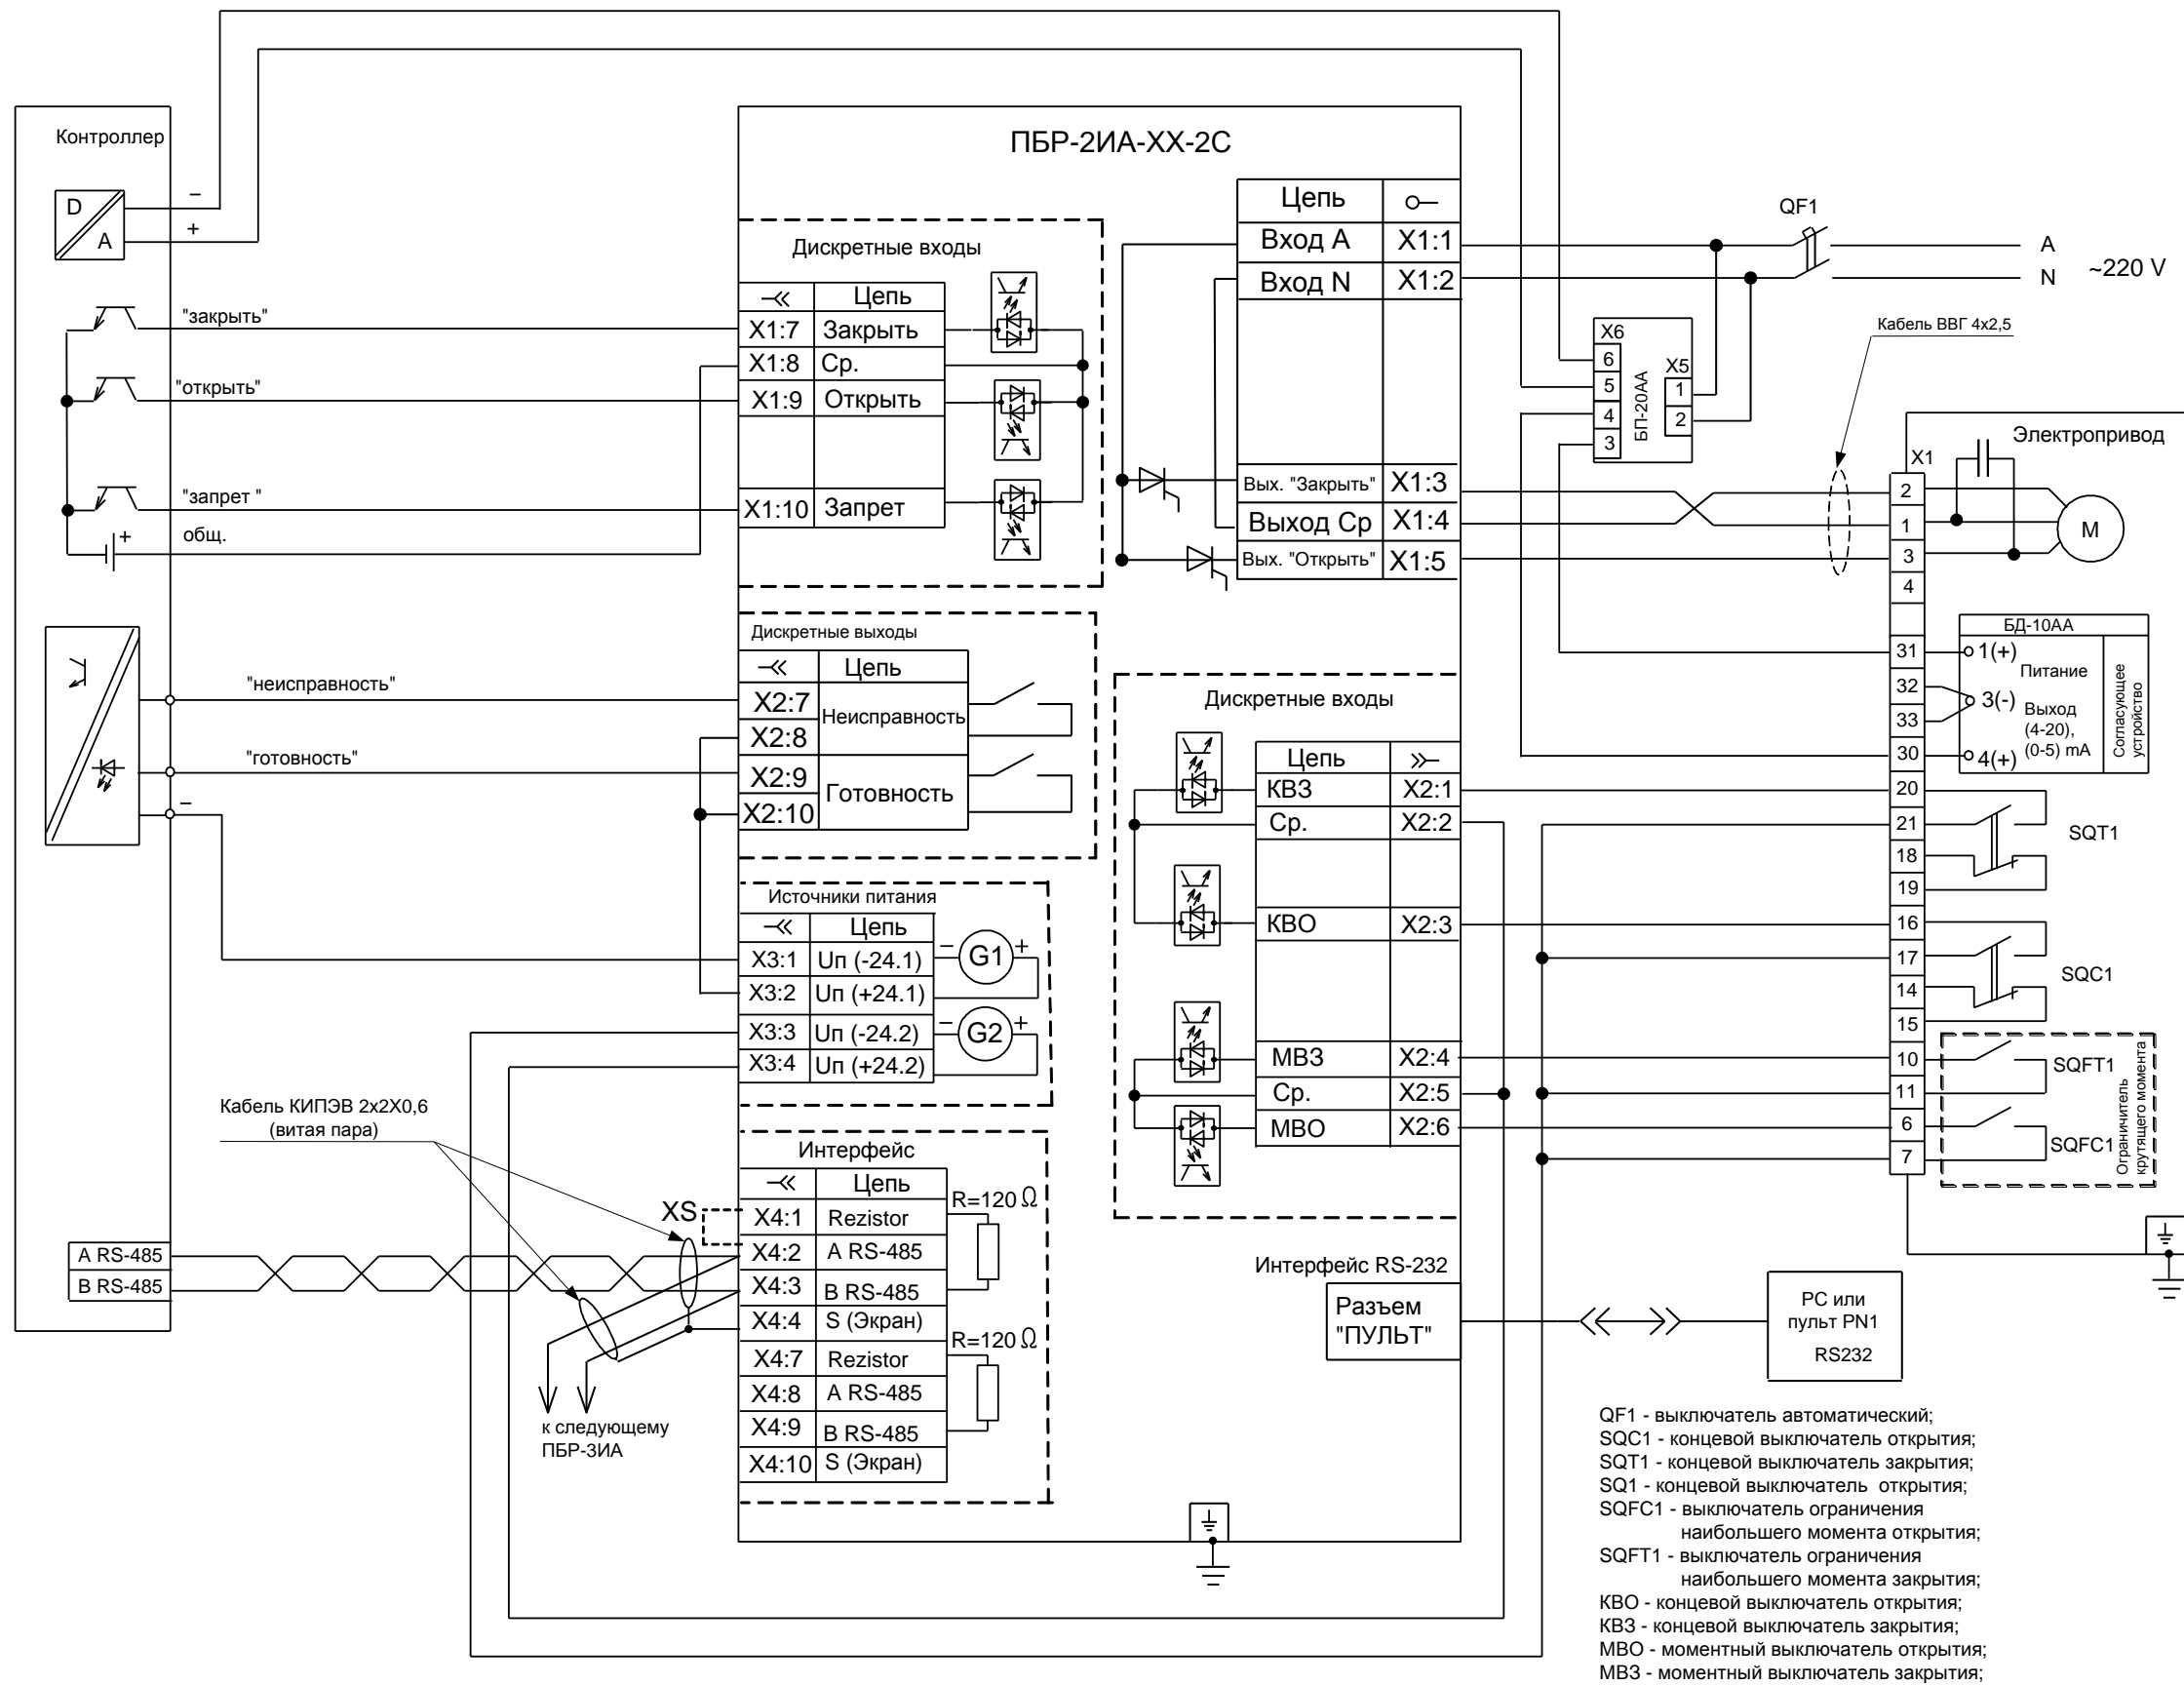 Контроллер
D
A
−
+
"закрыть"
"открыть"
"запрет "
+
общ.
"неисправность"
"готовность"
−
A RS-485
B RS-485
Кабель КИПЭВ 2х2Х0,6
(витая пара)
XS
к следующему
ПБР-3ИА
ПБР-2ИА-ХХ-2С
Дискретные входы
Цепь
X1:7 Закрыть
X1:8 Ср.
X1:9 Открыть
X1:10 Запрет
Дискретные выходы
Цепь
X2:7
Неисправность
X2:8
X2:9
Готовность
X2:10
Источники питания
Цепь
X3:1 Uп (-24.1)
− G1 +
X3:2 Uп (+24.1)
X3:3 Uп (-24.2)
− G2 +
X3:4 Uп (+24.2)
Интерфейс
Цепь
R=120 Ω
X4:1 Rezistor
X4:2 A RS-485
X4:3 B RS-485
X4:4 S (Экран)
R=120 Ω
X4:7 Rezistor
X4:8 A RS-485
X4:9 B RS-485
X4:10 S (Экран)
Цепь
Вход А X1:1
Вход N X1:2
Вых. "Закрыть" X1:3
Выход Ср X1:4
Вых. "Открыть" X1:5
Дискретные входы
Цепь
КВЗ X2:1
Ср. X2:2
КВО X2:3
МВЗ X2:4
Ср. X2:5
МВО X2:6
Интерфейс RS-232
Разъем
"ПУЛЬТ"
РС или
пульт PN1
RS232
QF1
A
N
~220 V
X6
6
5
4
3
БП-20АА
X5
1
2
Кабель ВВГ 4х2,5
Электропривод
X1
2
1
3
4
31
32
33
30
20
21
18
19
16
17
14
15
10
11
6
7
M
БД-10АА
1(+)
Питание
3(-)
Выход
(4-20),
(0-5) mA
4(+)
Согласующее
устройство
SQT1
SQC1
SQFT1
SQFC1
Ограничитель
крутящего момента
QF1 - выключатель автоматический;
SQC1 - концевой выключатель открытия;
SQT1 - концевой выключатель закрытия;
SQ1 - концевой выключатель открытия;
SQFC1 - выключатель ограничения
наибольшего момента открытия;
SQFT1 - выключатель ограничения
наибольшего момента закрытия;
КВО - концевой выключатель открытия;
КВЗ - концевой выключатель закрытия;
МВО - моментный выключатель открытия;
МВЗ - моментный выключатель закрытия;